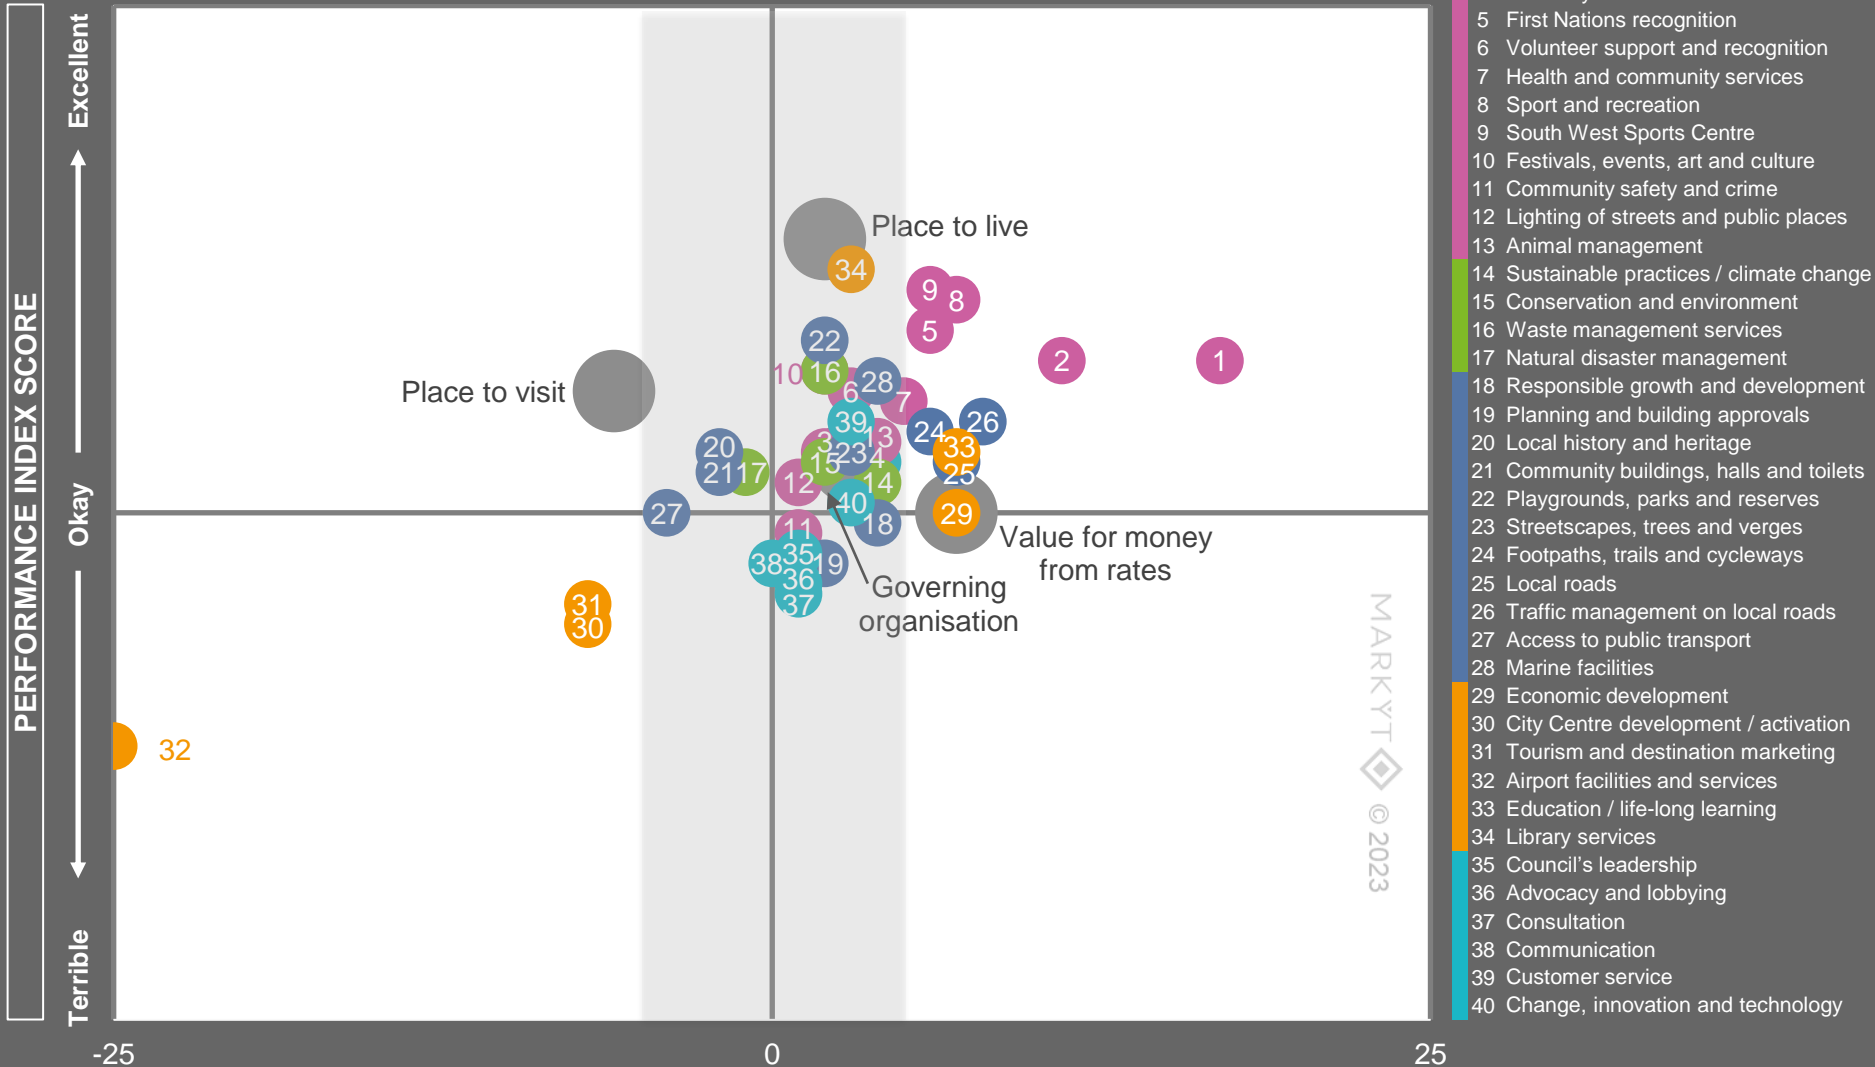 PERFORMANCE INDEX SCORE
Excellent
Okay
Terrible
Place to live
34
9
8
5
22
2
1
10
16
6
28
7
Place to visit
39
24
26
13
3
33
20
23
4
15
25
21
17
12
14
40
27
18
29
11
Value for money
from rates
35
38
19
36
Governing
organisation
37
31
30
32
MARKYT © 2023
-25
0
25
5 First Nations recognition
6 Volunteer support and recognition
7 Health and community services
8 Sport and recreation
9 South West Sports Centre
10 Festivals, events, art and culture
11 Community safety and crime
12 Lighting of streets and public places
13 Animal management
14 Sustainable practices / climate change
15 Conservation and environment
16 Waste management services
17 Natural disaster management
18 Responsible growth and development
19 Planning and building approvals
20 Local history and heritage
21 Community buildings, halls and toilets
22 Playgrounds, parks and reserves
23 Streetscapes, trees and verges
24 Footpaths, trails and cycleways
25 Local roads
26 Traffic management on local roads
27 Access to public transport
28 Marine facilities
29 Economic development
30 City Centre development / activation
31 Tourism and destination marketing
32 Airport facilities and services
33 Education / life-long learning
34 Library services
35 Council's leadership
36 Advocacy and lobbying
37 Consultation
38 Communication
39 Customer service
40 Change, innovation and technology